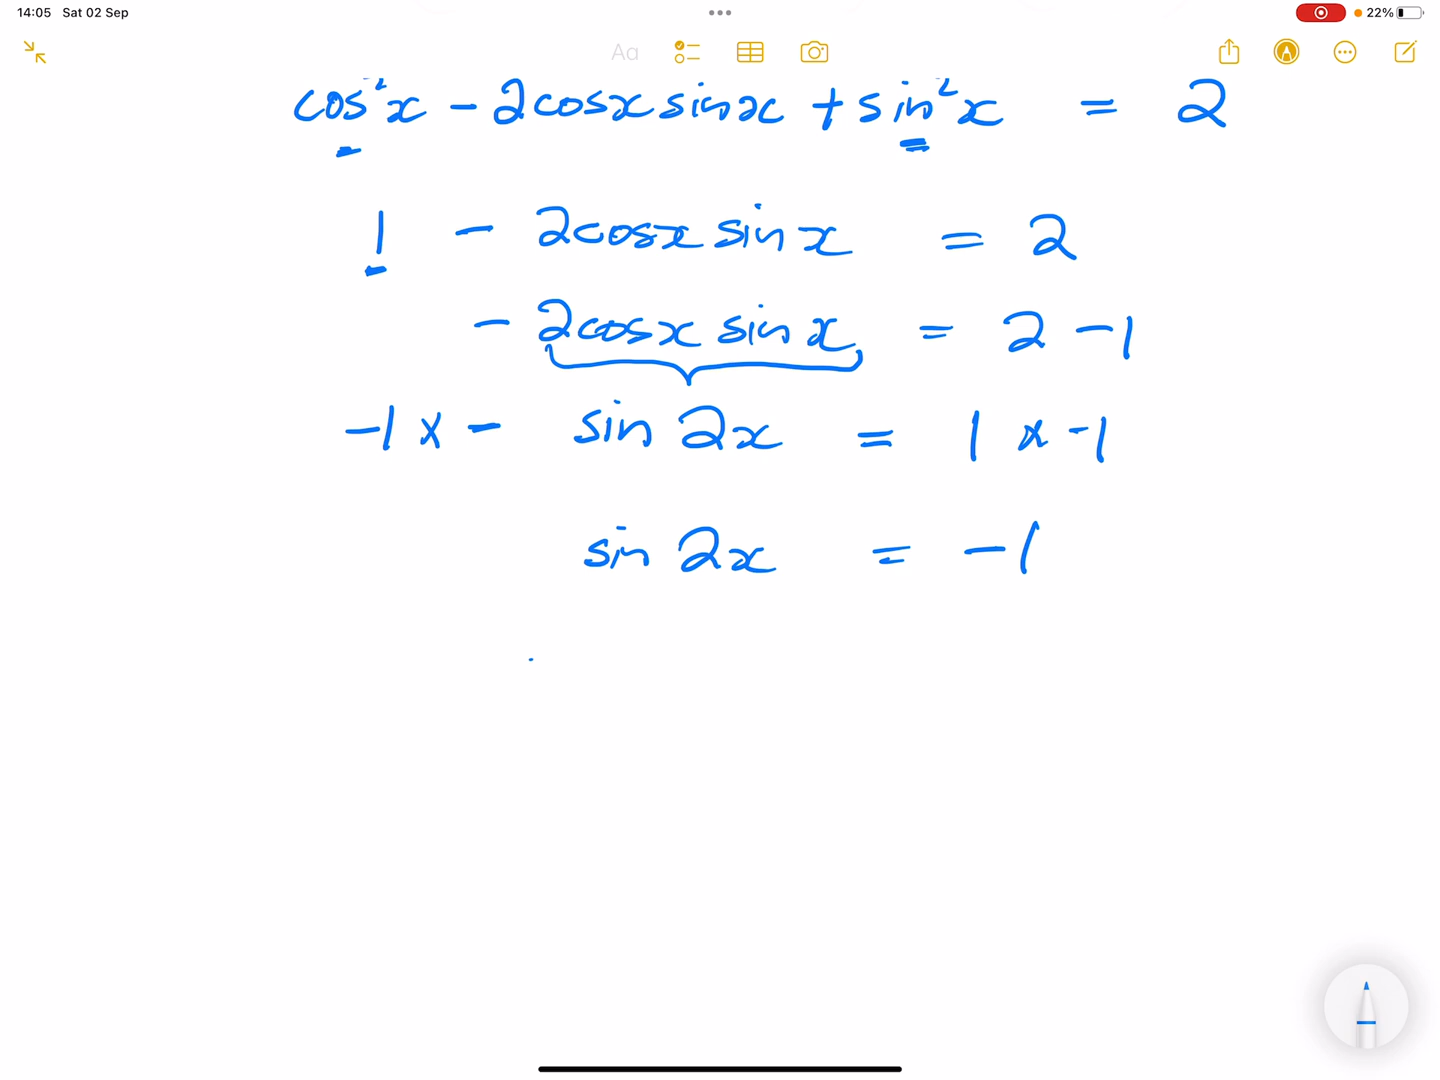 14:05 Sat 02 Sep
22%
Aa
cos²x - 2cosx sinx + sin²x = 2
1 - 2cosx sinx = 2
- 2cosx sinx = 2 - 1
-1 x - sin 2x = 1 x -1
sin 2x = -1